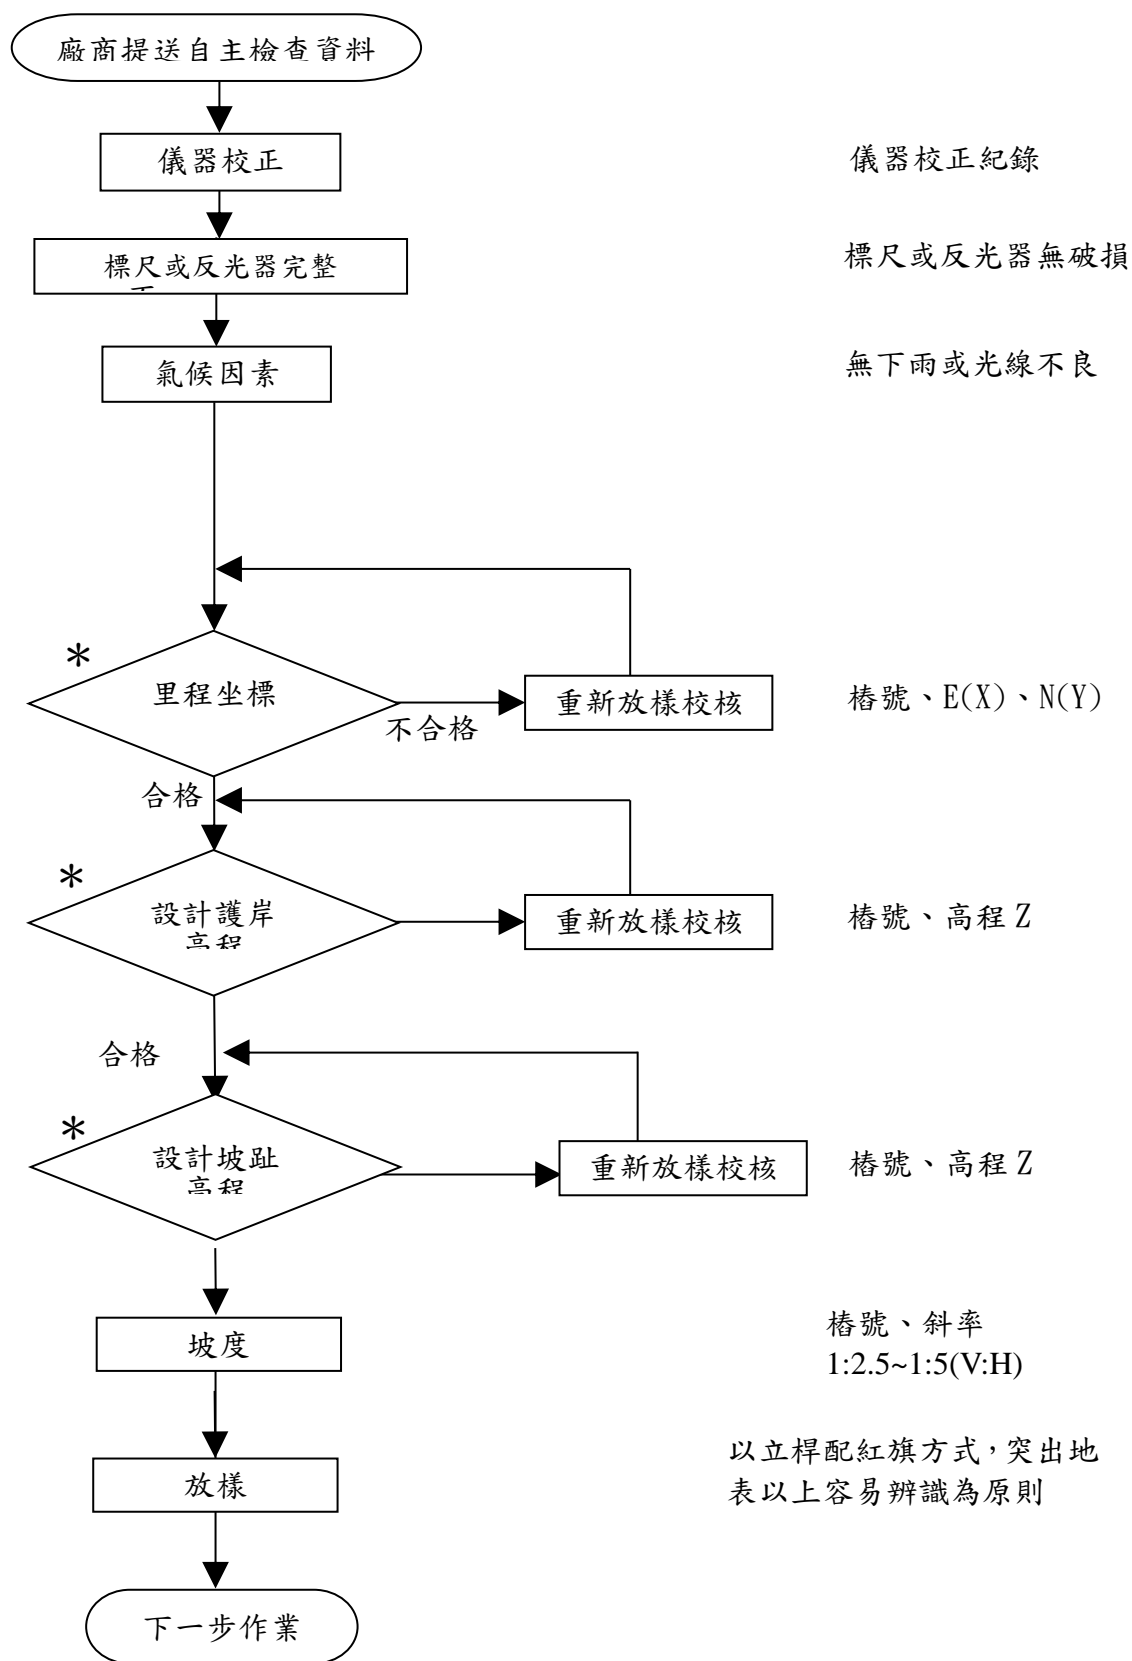 廠商提送自主檢查資料
儀器校正
儀器校正紀錄
標尺或反光器完整
標尺或反光器無破損
氣候因素
無下雨或光線不良
*
里程坐標
不合格
重新放樣校核
樁號、E(X)、N(Y)
合格
*
設計護岸
高程
重新放樣校核
樁號、高程 Z
合格
*
設計坡趾
高程
重新放樣校核
樁號、高程 Z
坡度
樁號、斜率
1:2.5~1:5(V:H)
放樣
以立桿配紅旗方式，突出地
表以上容易辨識為原則
下一步作業